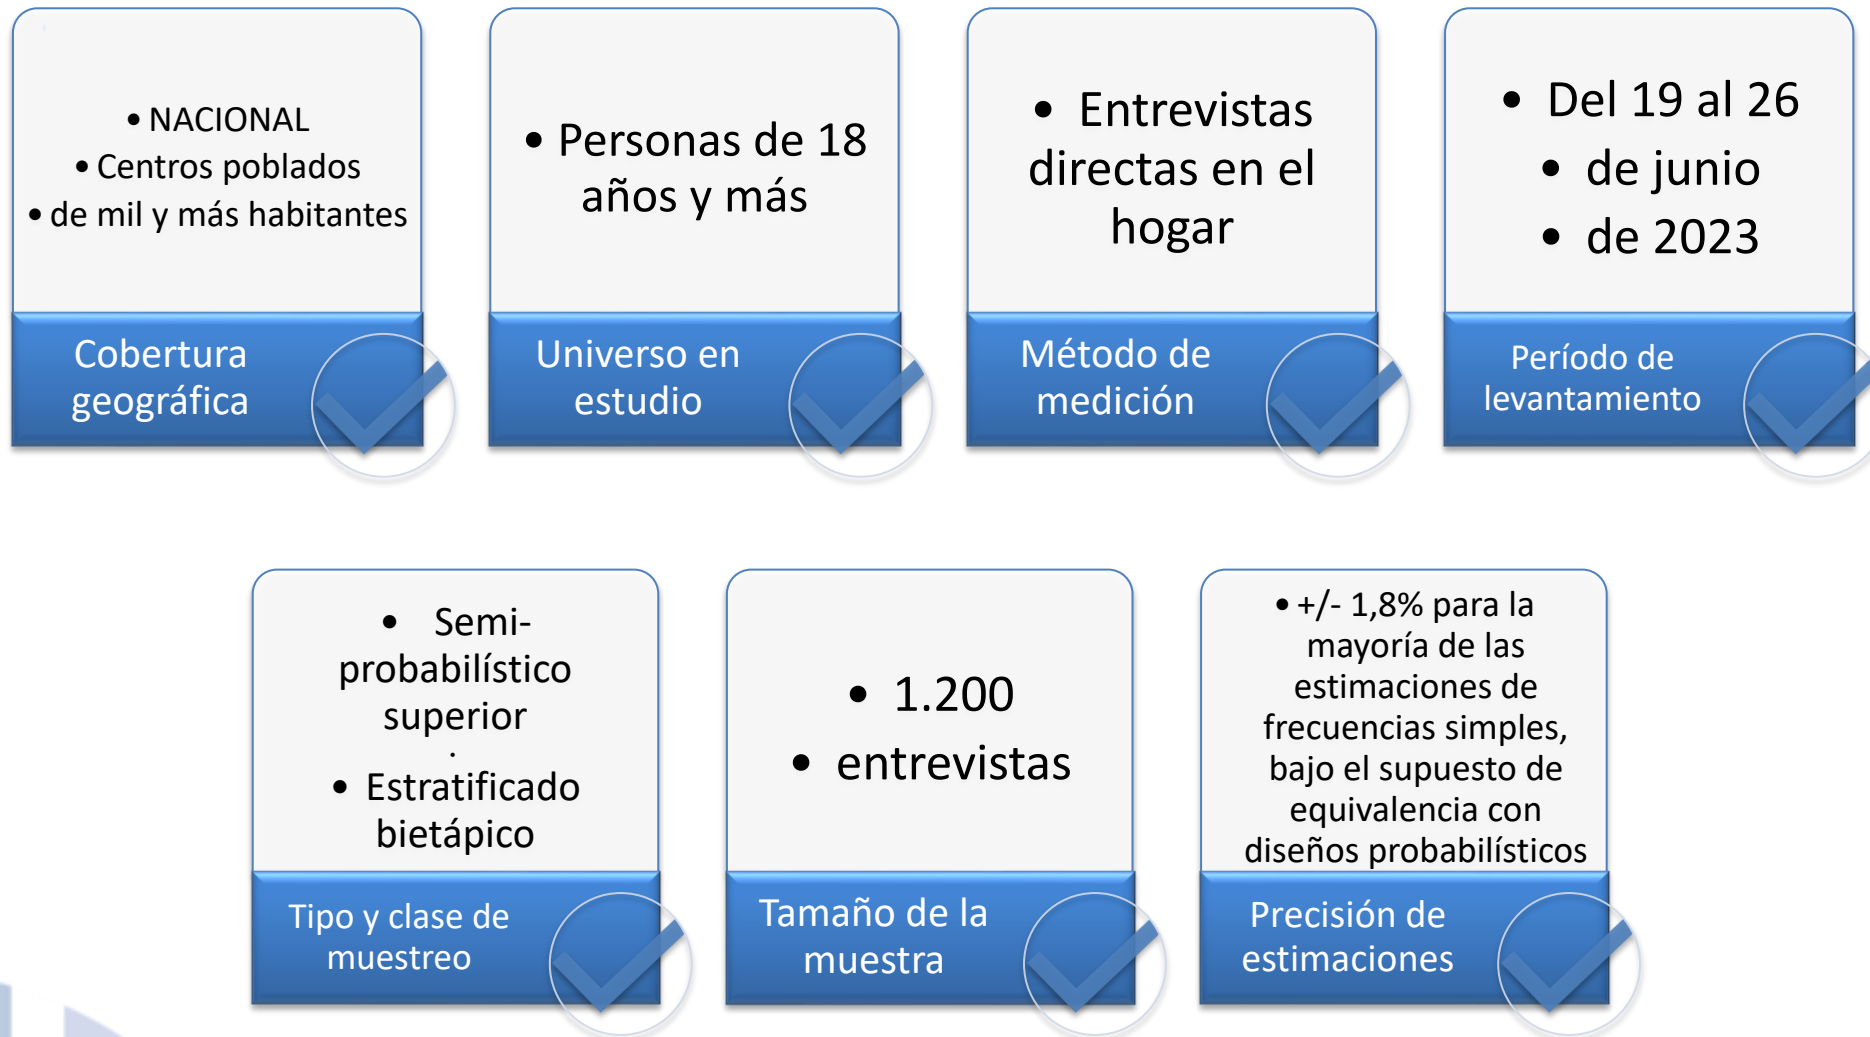 • NACIONAL
• Centros poblados
• de mil y más habitantes
Cobertura
geográfica
• Personas de 18
años y más
Universo en
estudio
• Entrevistas
directas en el
hogar
Método de
medición
• Del 19 al 26
• de junio
• de 2023
Período de
levantamiento
• Semi-
probabilístico
superior
.
• Estratificado
bietápico
Tipo y clase de
muestreo
• 1.200
• entrevistas
Tamaño de la
muestra
• +/- 1,8% para la
mayoría de las
estimaciones de
frecuencias simples,
bajo el supuesto de
equivalencia con
diseños probabilísticos
Precisión de
estimaciones